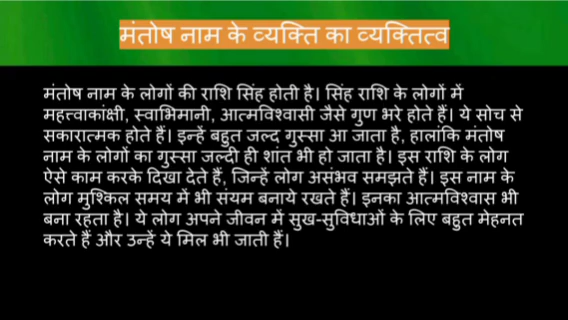 मंतोष नाम के व्यक्ति का व्यक्तित्व
मंतोष नाम के लोगों की राशि सिंह होती है। सिंह राशि के लोगों में
महत्त्वाकांक्षी, स्वाभिमानी, आत्मविश्वासी जैसे गुण भरे होते हैं। ये सोच से
सकारात्मक होते हैं। इन्हें बहुत जल्द गुस्सा आ जाता है, हालांकि मंतोष
नाम के लोगों का गुस्सा जल्दी ही शांत भी हो जाता है। इस राशि के लोग
ऐसे काम करके दिखा देते हैं, जिन्हें लोग असंभव समझते हैं। इस नाम के
लोग मुश्किल समय में भी संयम बनाये रखते हैं। इनका आत्मविश्वास भी
बना रहता है। ये लोग अपने जीवन में सुख-सुविधाओं के लिए बहुत मेहनत
करते हैं और उन्हें ये मिल भी जाती हैं।